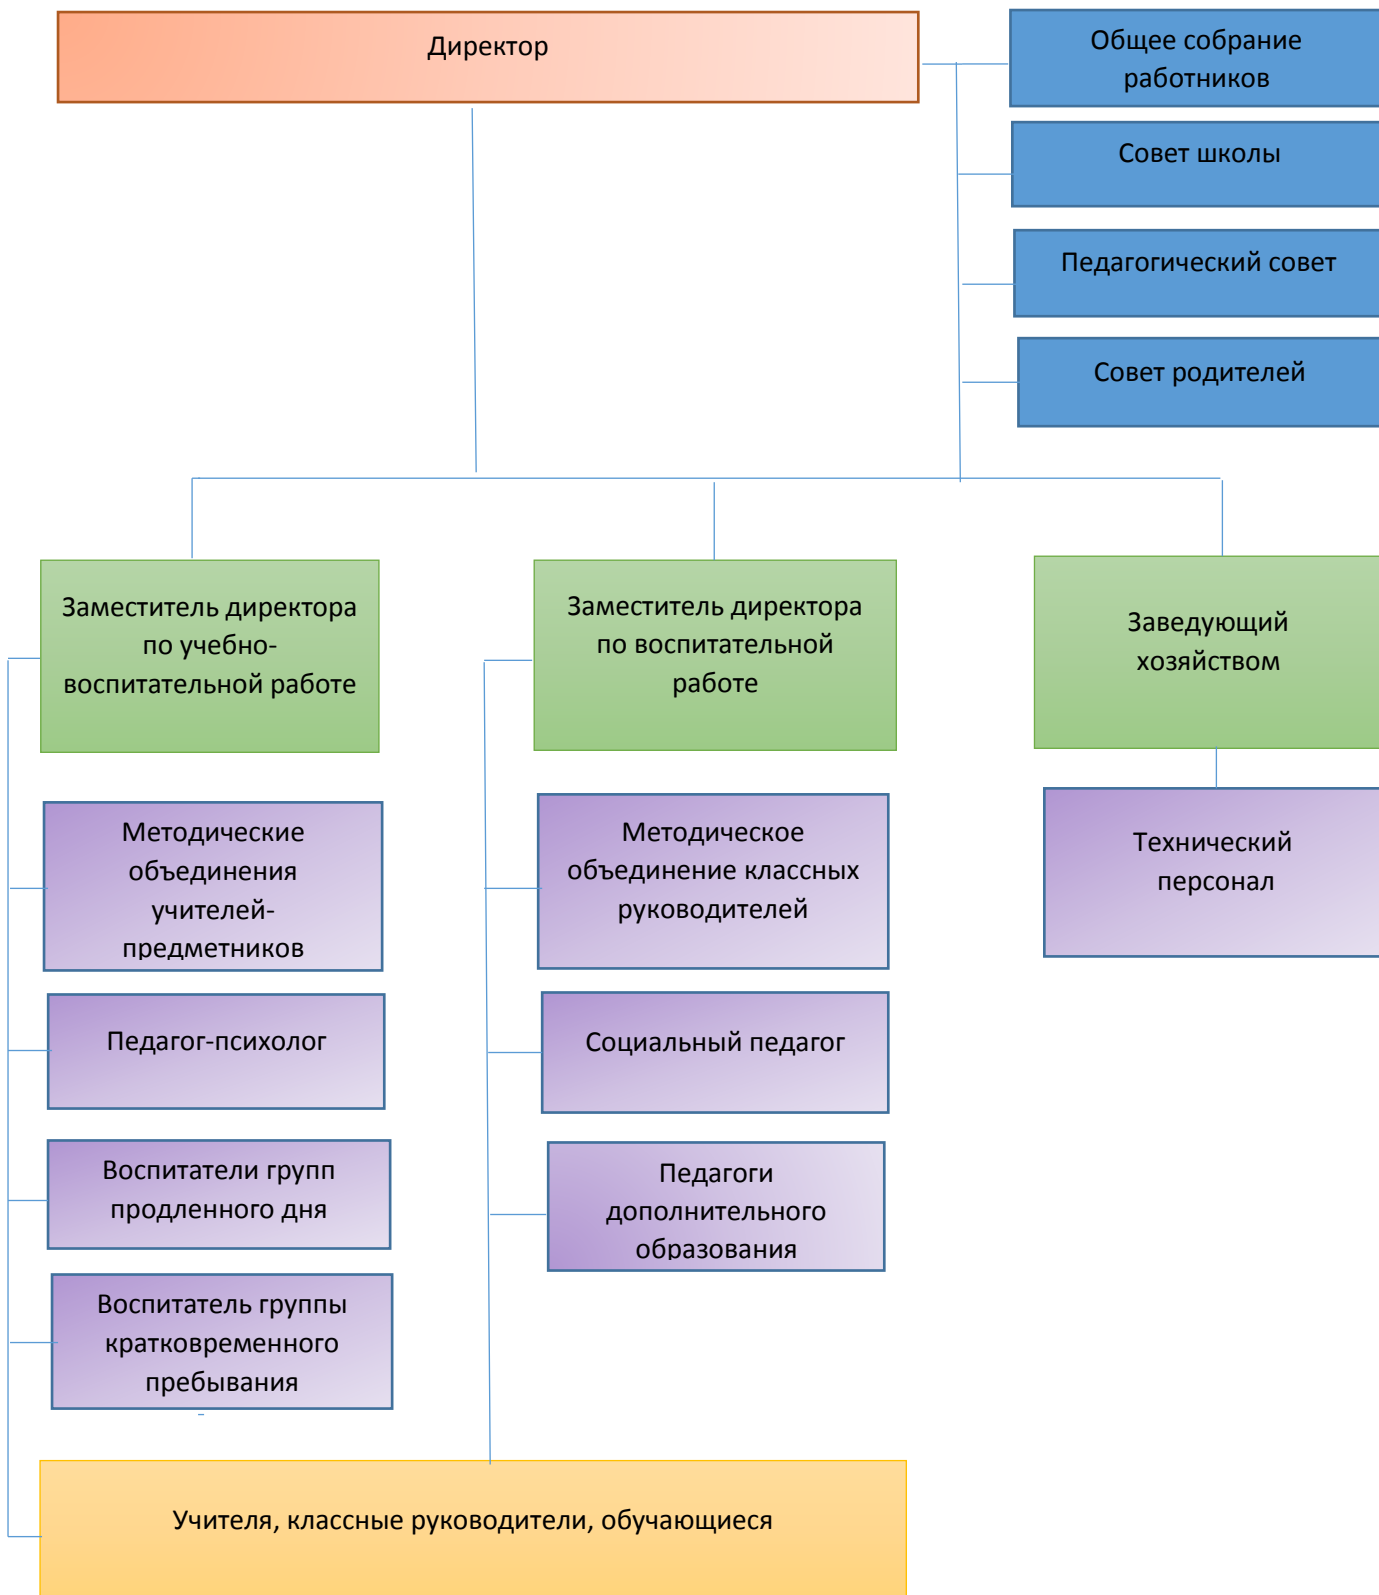 Директор
Общее собрание
работников
Совет школы
Педагогический совет
Совет родителей
Заместитель директора
по учебно-
воспитательной работе
Заместитель директора
по воспитательной
работе
Заведующий
хозяйством
Методические
объединения
учителей-
предметников
Методическое
объединение классных
руководителей
Технический
персонал
Педагог-психолог
Социальный педагог
Воспитатели групп
продленного дня
Педагоги
дополнительного
образования
Воспитатель группы
кратковременного
пребывания
Учителя, классные руководители, обучающиеся